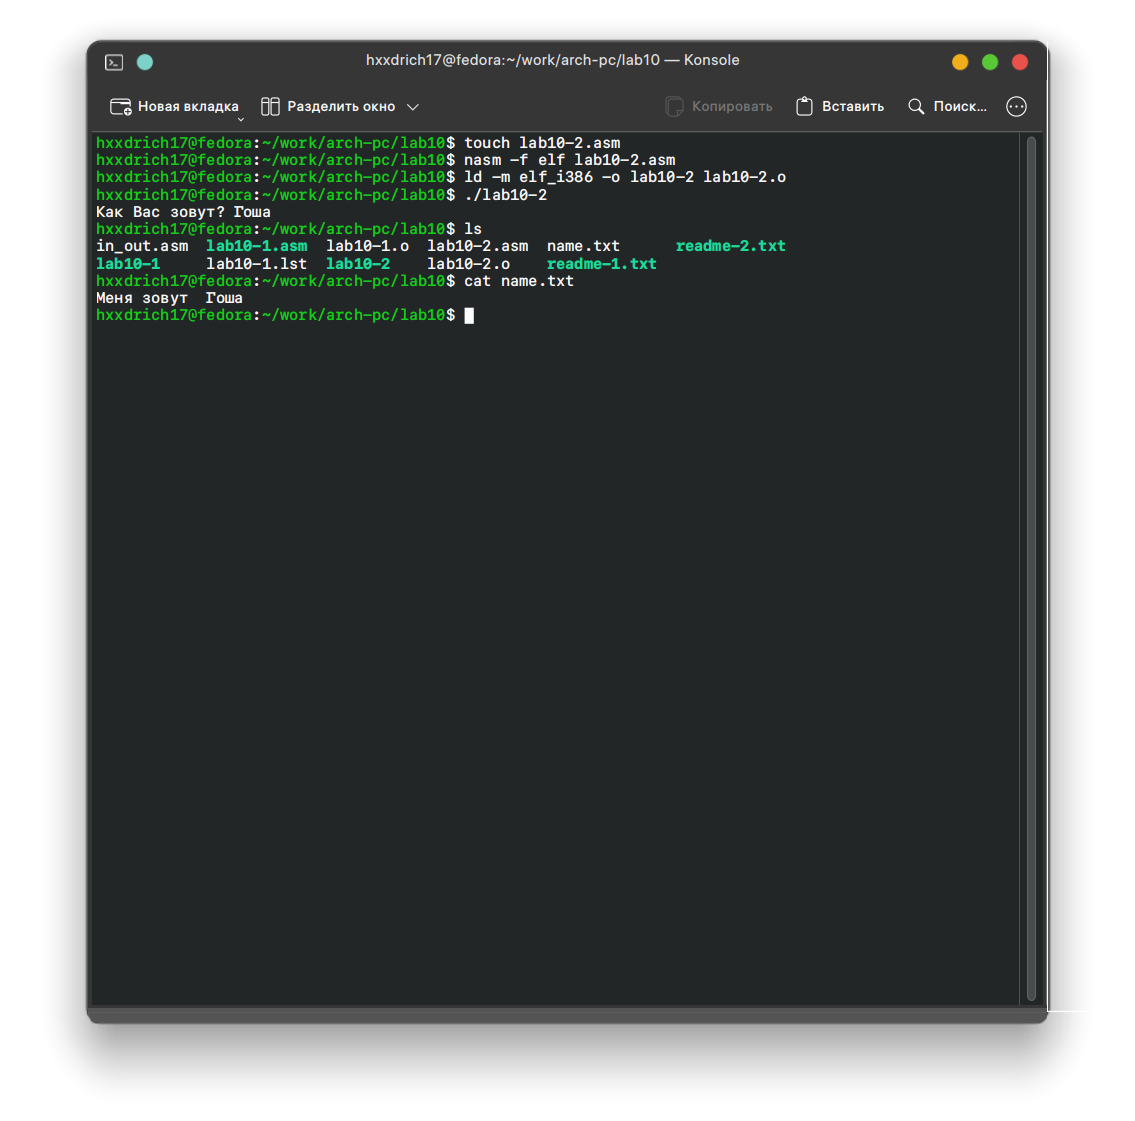 hxxdrich17@fedora:~/work/arch-pc/lab10 — Konsole
Новая вкладка Разделить окно Копировать Вставить Поиск...
hxxdrich17@fedora:~/work/arch-pc/lab10$ touch lab10-2.asm
hxxdrich17@fedora:~/work/arch-pc/lab10$ nasm -f elf lab10-2.asm
hxxdrich17@fedora:~/work/arch-pc/lab10$ ld -m elf_i386 -o lab10-2 lab10-2.o
hxxdrich17@fedora:~/work/arch-pc/lab10$ ./lab10-2
Как Вас зовут? Гоша
hxxdrich17@fedora:~/work/arch-pc/lab10$ ls
in_out.asm  lab10-1.asm  lab10-1.o  lab10-2.asm  name.txt      readme-2.txt
lab10-1     lab10-1.lst  lab10-2    lab10-2.o    readme-1.txt
hxxdrich17@fedora:~/work/arch-pc/lab10$ cat name.txt
Меня зовут  Гоша
hxxdrich17@fedora:~/work/arch-pc/lab10$